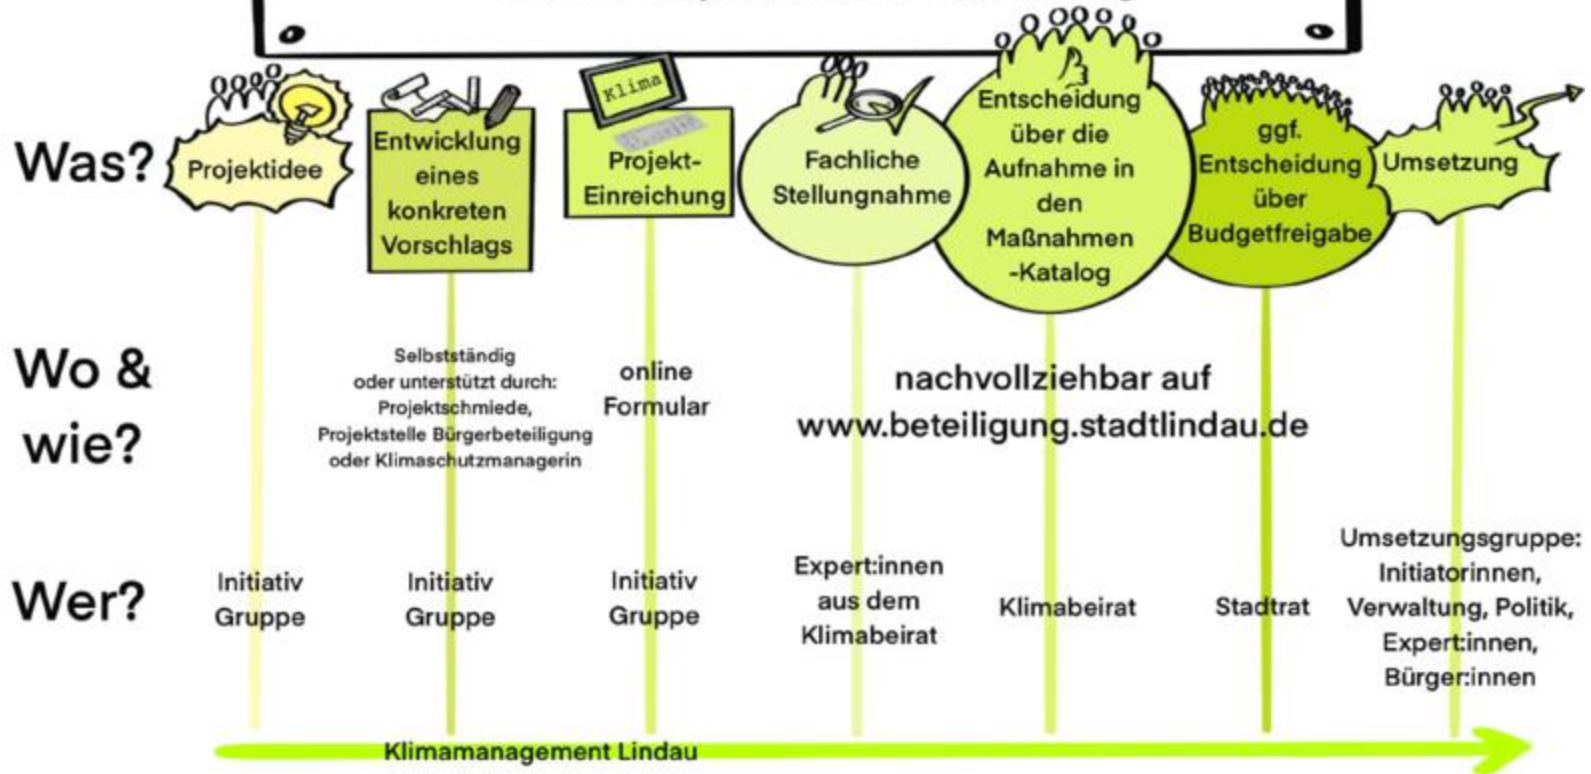 Klima
Was?
Projektidee
Entwicklung
eines
konkreten
Vorschlags
Projekt-
Einreichung
Fachliche
Stellungnahme
Entscheidung
über die
Aufnahme in
den
Maßnahmen
-Katalog
ggf.
Entscheidung
über
Budgetfreigabe
Umsetzung
Wo &
wie?
Selbstständig
oder unterstützt durch:
Projektschmiede,
Projektstelle Bürgerbeteiligung
oder Klimaschutzmanagerin
online
Formular
nachvollziehbar auf
www.beteiligung.stadtlindau.de
Wer?
Initiativ
Gruppe
Initiativ
Gruppe
Initiativ
Gruppe
Expert:innen
aus dem
Klimabeirat
Klimabeirat
Stadtrat
Umsetzungsgruppe:
Initiatorinnen,
Verwaltung, Politik,
Expert:innen,
Bürger:innen
Klimamanagement Lindau